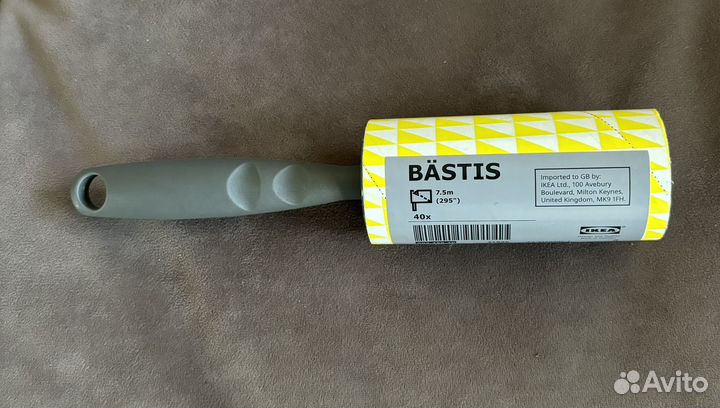 BÄSTIS
7.5m
(295")
40x
Imported to GB by:
IKEA Ltd., 100 Avebury
Boulevard, Milton Keynes,
United Kingdom, MK9 1FH.
IKEA
Avito